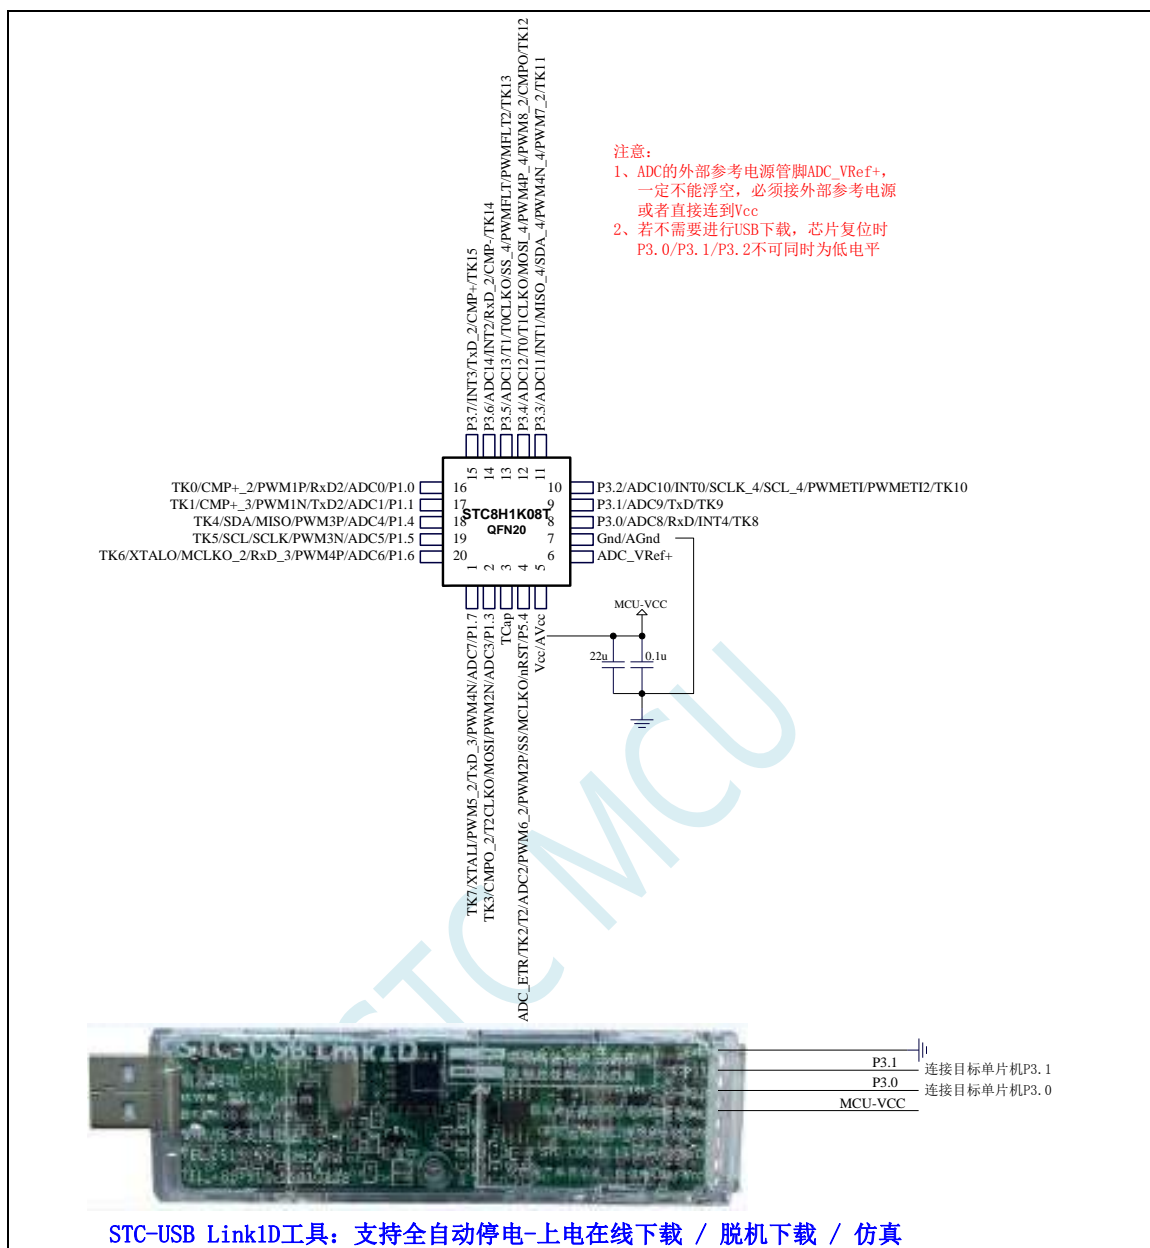 P3.7/INT3/TxD_2/CMP+/TK15
P3.6/ADC14/INT2/RxD_2/CMP-/TK14
P3.5/ADC13/T1/T0CLKO/SS_4/PWMFLT/PWMFLT2/TK13
P3.4/ADC12/T0/T1CLKO/MOSI_4/PWM4P_4/PWM8_2/CMPO/TK12
P3.3/ADC11/INT1/MISO_4/SDA_4/PWM4N_4/PWM7_2/TK11
注意:
1、ADC的外部参考电源管脚ADC_VRef+,
一定不能浮空, 必须接外部参考电源
或者直接连到Vcc
2、若不需要进行USB下载, 芯片复位时
P3.0/P3.1/P3.2不可同时为低电平
15 14 13 12 11
TK0/CMP+_2/PWM1P/RxD2/ADC0/P1.0 16
TK1/CMP+_3/PWM1N/TxD2/ADC1/P1.1 17
TK4/SDA/MISO/PWM3P/ADC4/P1.4 18
TK5/SCL/SCLK/PWM3N/ADC5/P1.5 19
TK6/XTALO/MCLKO_2/RxD_3/PWM4P/ADC6/P1.6 20
STC8H1K08T
QFN20
10 P3.2/ADC10/INT0/SCLK_4/SCL_4/PWMETI/PWMETI2/TK10
9 P3.1/ADC9/TxD/TK9
8 P3.0/ADC8/RxD/INT4/TK8
7 Gnd/AGnd
6 ADC_VRef+
1 2 3 4 5
TK7/XTALI/PWM5_2/TxD_3/PWM4N/ADC7/P1.7
TK3/CMPO_2/T2CLKO/MOSI/PWM2N/ADC3/P1.3
TCap
ADC_ETR/TK2/T2/ADC2/PWM6_2/PWM2P/SS/MCLKO/nRST/P5.4
Vcc/AVcc
MCU-VCC
22u 0.1u
STC MCU
STC-USB Link1D
P3.1 连接目标单片机P3.1
P3.0 连接目标单片机P3.0
MCU-VCC
STC-USB Link1D工具: 支持全自动停电-上电在线下载 / 脱机下载 / 仿真